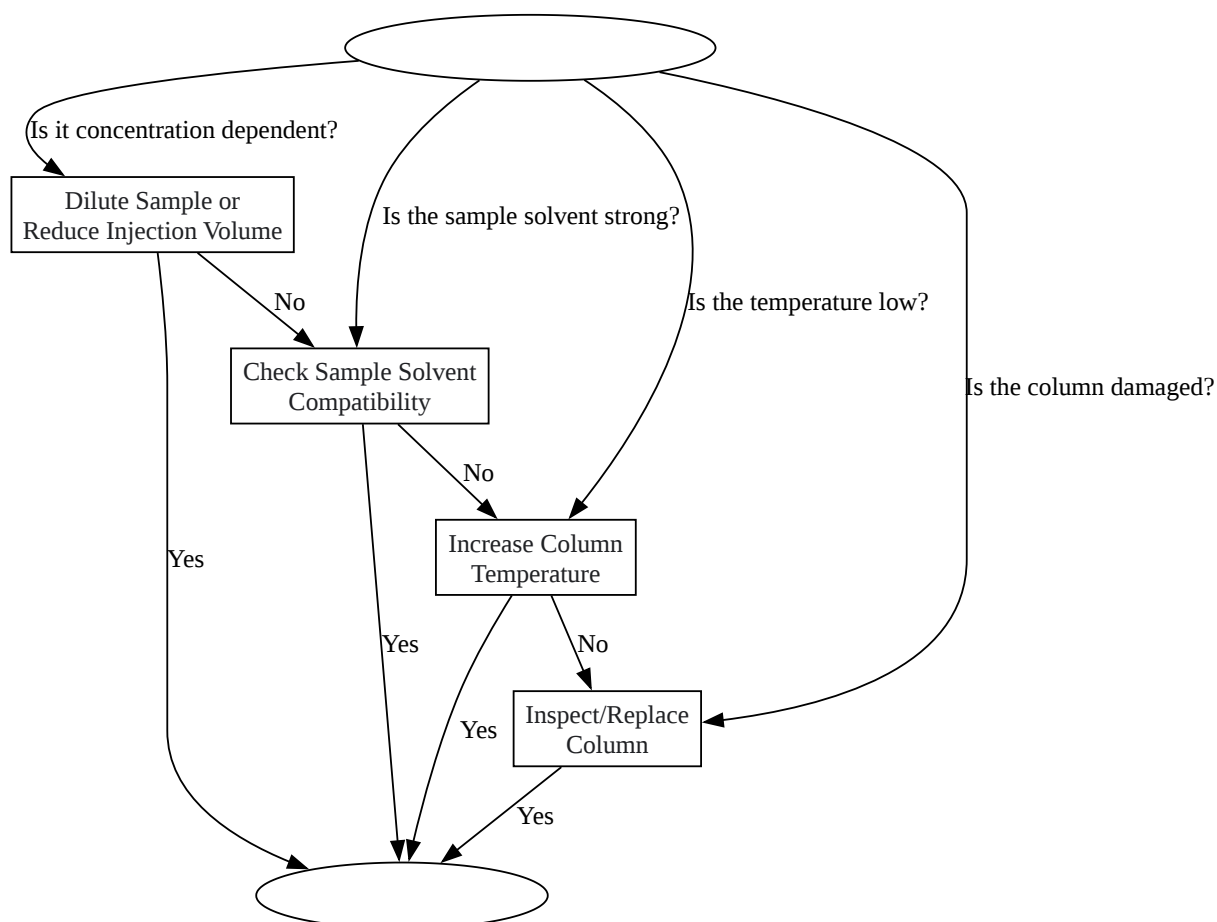 Is it concentration dependent?
Dilute Sample or
Reduce Injection Volume
Is the sample solvent strong?
No
Is the temperature low?
Check Sample Solvent
Compatibility
Is the column damaged?
No
Increase Column
Temperature
Yes
Yes
No
Inspect/Replace
Column
Yes
Yes